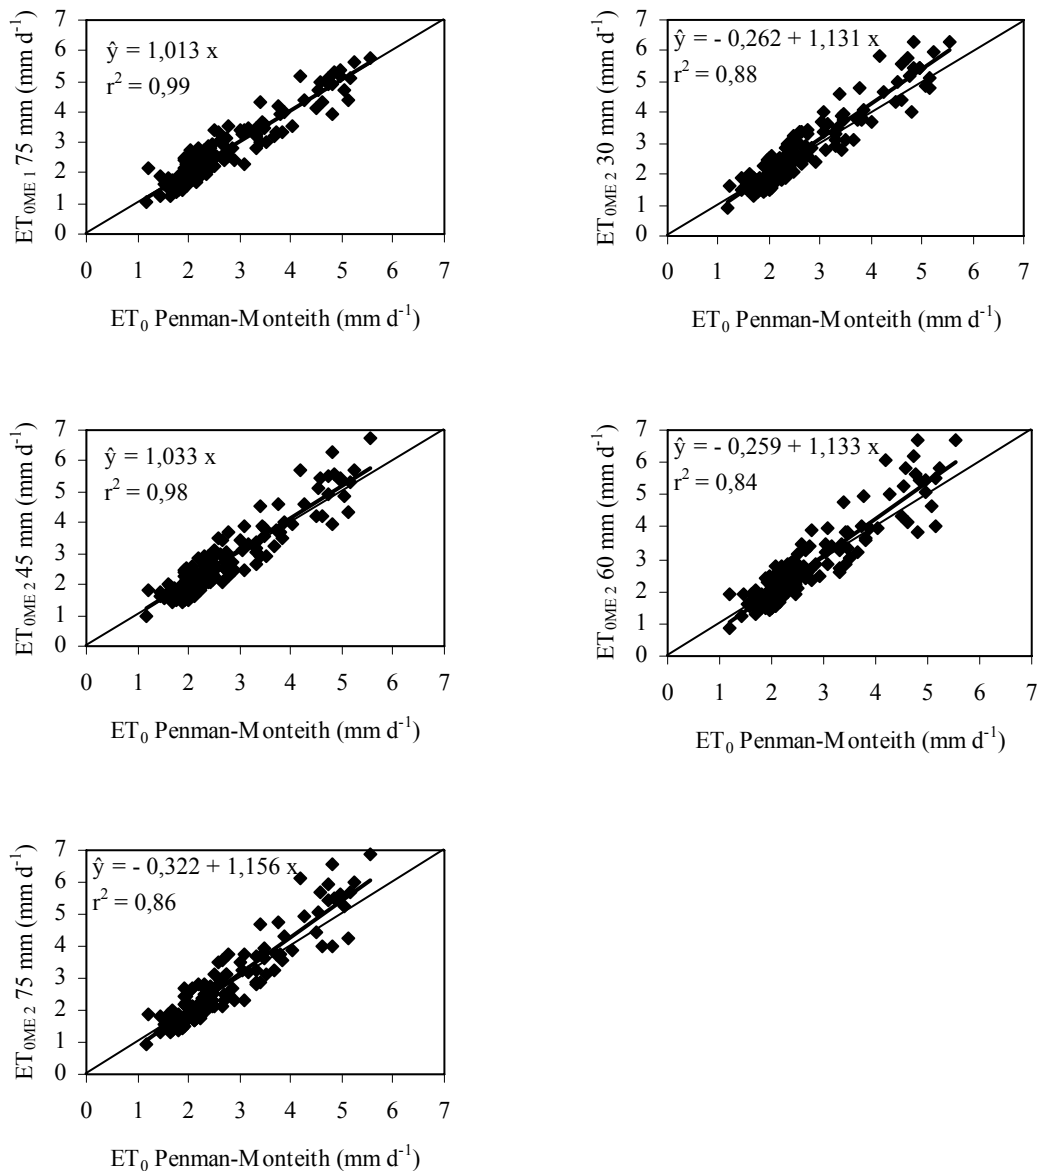 ET0ME 1 75 mm (mm d-1)
7
6
5
4
3
2
1
0
ŷ = 1,013 x
r2 = 0,99
0 1 2 3 4 5 6 7
ET0 Penman-Monteith (mm d-1)
ET0ME 2 30 mm (mm d-1)
7
6
5
4
3
2
1
0
ŷ = - 0,262 + 1,131 x
r2 = 0,88
0 1 2 3 4 5 6 7
ET0 Penman-Monteith (mm d-1)
ET0ME 2 45 mm (mm d-1)
7
6
5
4
3
2
1
0
ŷ = 1,033 x
r2 = 0,98
0 1 2 3 4 5 6 7
ET0 Penman-Monteith (mm d-1)
ET0ME 2 60 mm (mm d-1)
7
6
5
4
3
2
1
0
ŷ = - 0,259 + 1,133 x
r2 = 0,84
0 1 2 3 4 5 6 7
ET0 Penman-Monteith (mm d-1)
ET0ME 2 75 mm (mm d-1)
7
6
5
4
3
2
1
0
ŷ = - 0,322 + 1,156 x
r2 = 0,86
0 1 2 3 4 5 6 7
ET0 Penman-Monteith (mm d-1)